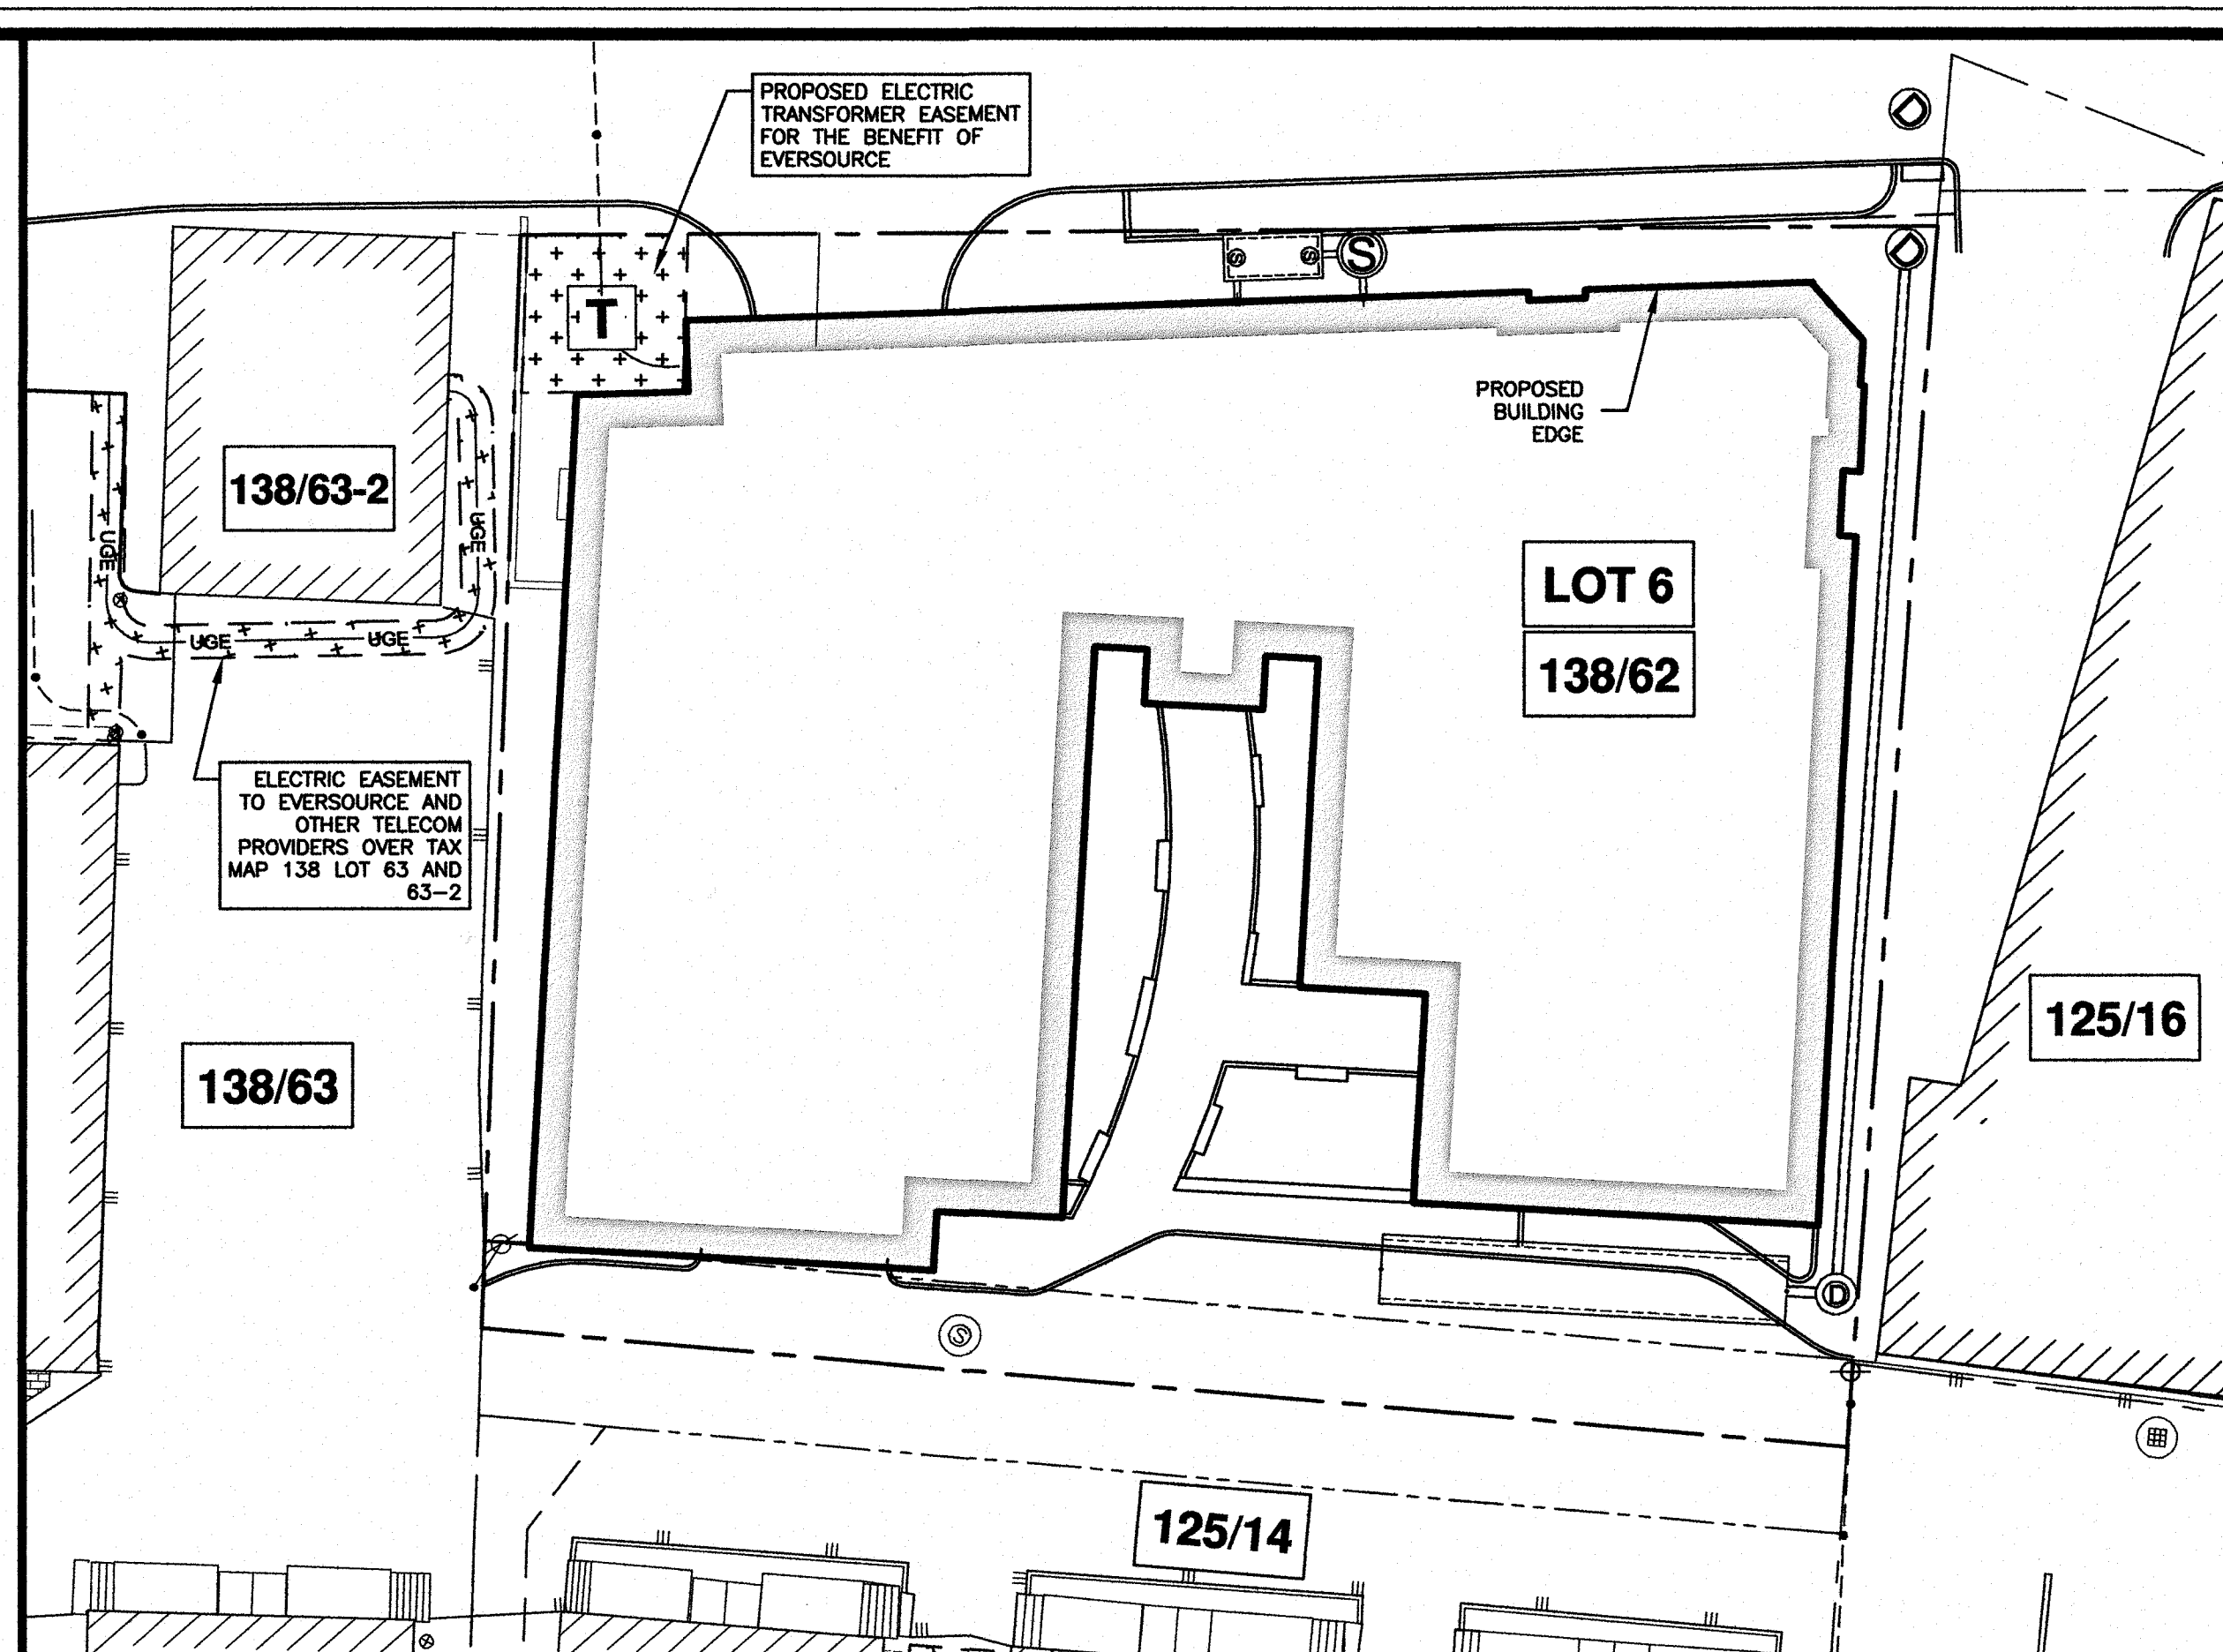 PROPOSED ELECTRIC
TRANSFORMER EASEMENT
FOR THE BENEFIT OF
EVERSOURCE
D
D
S
S
S
T
PROPOSED
BUILDING
EDGE
138/63-2
UGE
UGE
UGE
UGE
LOT 6
138/62
ELECTRIC EASEMENT
TO EVERSOURCE AND
OTHER TELECOM
PROVIDERS OVER TAX
MAP 138 LOT 63 AND
63-2
125/16
138/63
D
S
125/14